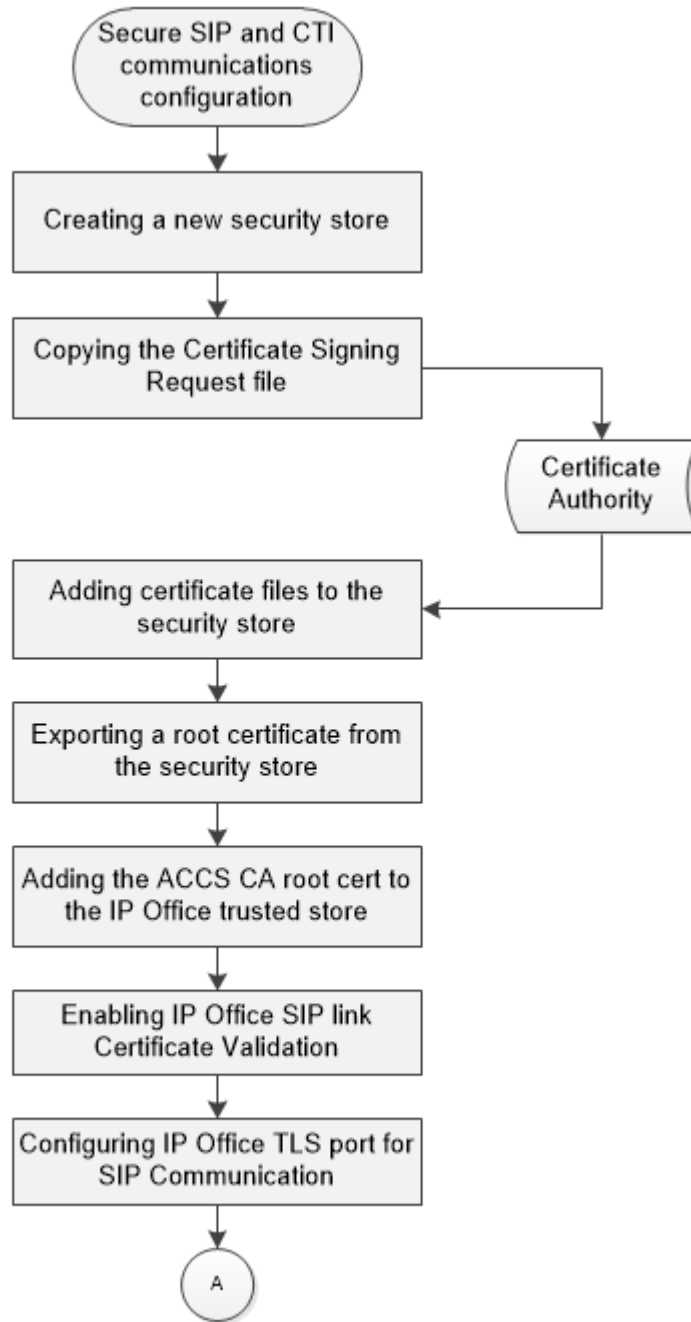 Secure SIP and CTI
communications
configuration
Creating a new security store
Copying the Certificate Signing
Request file
Certificate
Authority
Adding certificate files to the
security store
Exporting a root certificate from
the security store
Adding the ACCS CA root cert to
the IP Office trusted store
Enabling IP Office SIP link
Certificate Validation
Configuring IP Office TLS port for
SIP Communication
A